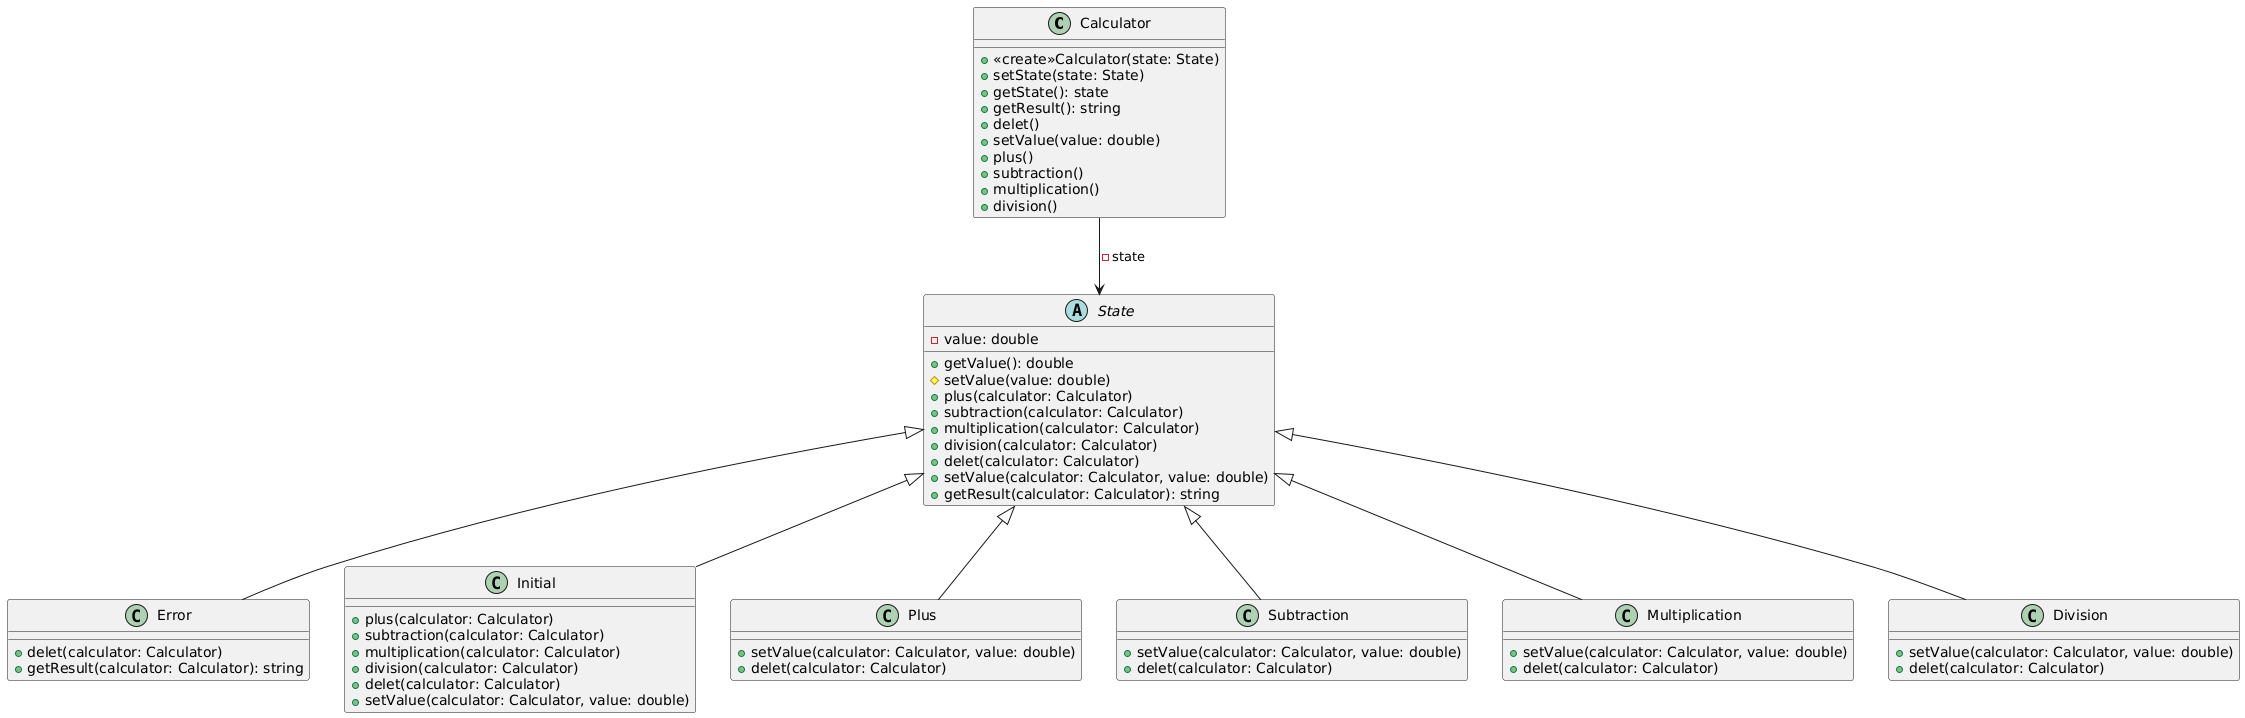 C Calculator
«create»Calculator(state: State)
setState(state: State)
getState(): state
getResult(): string
delet()
setValue(value: double)
plus()
subtraction()
multiplication()
division()
state
A State
value: double
getValue(): double
setValue(value: double)
plus(calculator: Calculator)
subtraction(calculator: Calculator)
multiplication(calculator: Calculator)
division(calculator: Calculator)
delet(calculator: Calculator)
setValue(calculator: Calculator, value: double)
getResult(calculator: Calculator): string
C Error
delet(calculator: Calculator)
getResult(calculator: Calculator): string
C Initial
plus(calculator: Calculator)
subtraction(calculator: Calculator)
multiplication(calculator: Calculator)
division(calculator: Calculator)
delet(calculator: Calculator)
setValue(calculator: Calculator, value: double)
C Plus
setValue(calculator: Calculator, value: double)
delet(calculator: Calculator)
C Subtraction
setValue(calculator: Calculator, value: double)
delet(calculator: Calculator)
C Multiplication
setValue(calculator: Calculator, value: double)
delet(calculator: Calculator)
C Division
setValue(calculator: Calculator, value: double)
delet(calculator: Calculator)